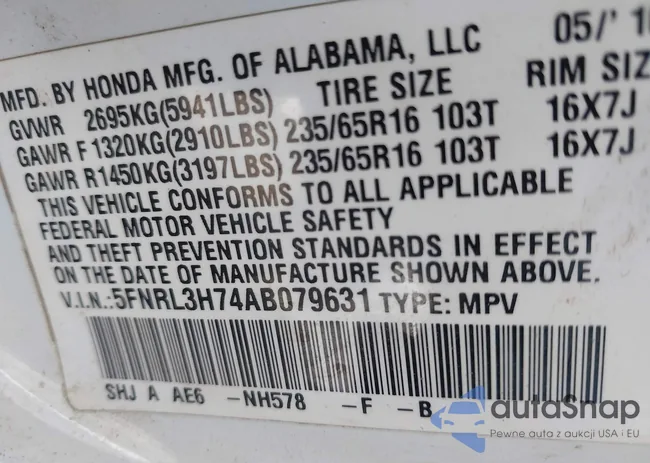 MFD. BY HONDA MFG. OF ALABAMA, LLC 05/'10
GVWR 2695KG(5941LBS) TIRE SIZE RIM SIZ
GAWR F 1320KG(2910LBS) 235/65R16 103T 16X7J
GAWR R1450KG(3197LBS) 235/65R16 103T 16X7J
THIS VEHICLE CONFORMS TO ALL APPLICABLE
FEDERAL MOTOR VEHICLE SAFETY
AND THEFT PREVENTION STANDARDS IN EFFECT
ON THE DATE OF MANUFACTURE SHOWN ABOVE.
V.I.N.:5FNRL3H74AB079631 TYPE: MPV
SHJ A AE6 -NH578 -F -B
autoSnap
Pewne auta z aukcji USA i EU